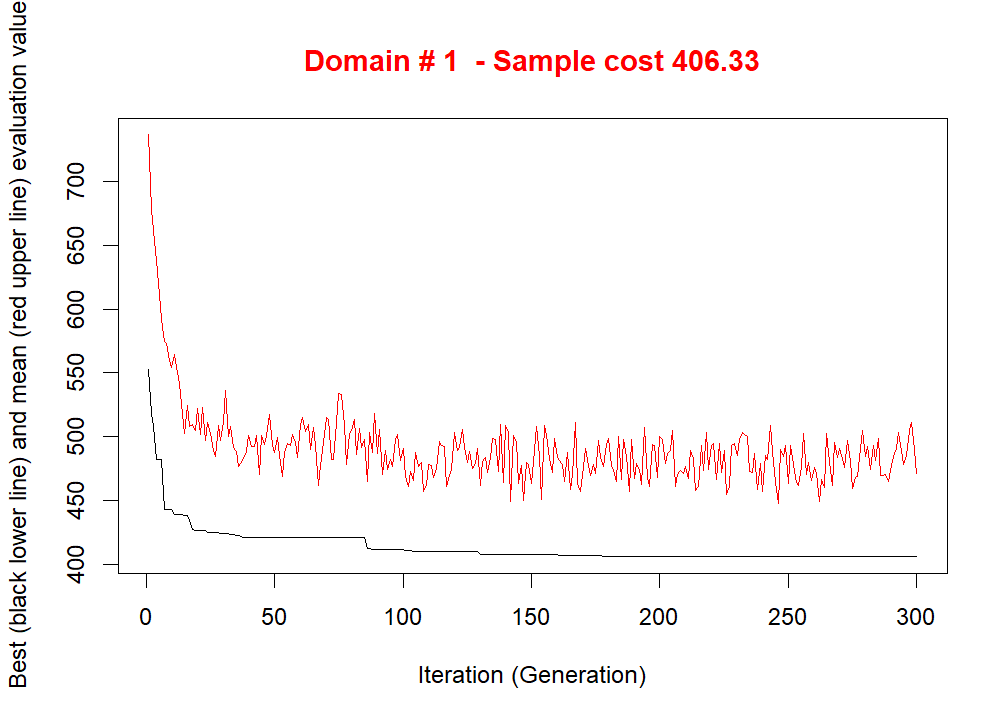 Domain # 1  - Sample cost 406.33
Best (black lower line) and mean (red upper line) evaluation value
700
650
600
550
500
450
400
0 50 100 150 200 250 300
Iteration (Generation)